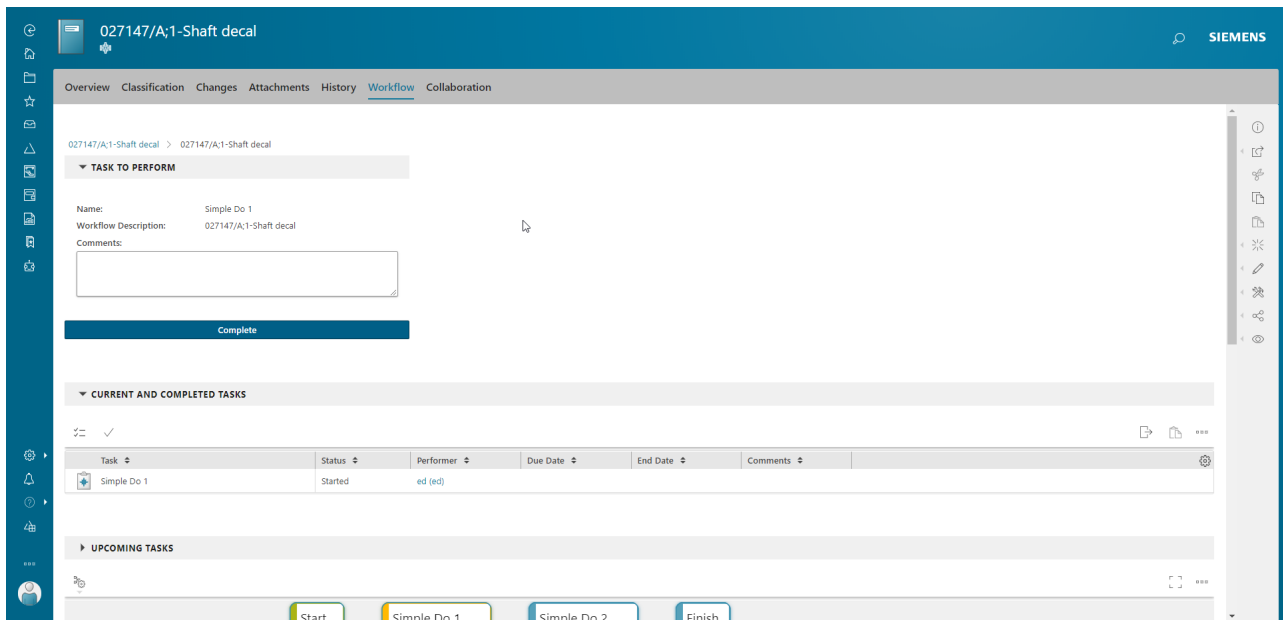 027147/A;1-Shaft decal
SIEMENS
Overview Classification Changes Attachments History Workflow Collaboration
027147/A;1-Shaft decal > 027147/A;1-Shaft decal
TASK TO PERFORM
Name: Simple Do 1
Workflow Description: 027147/A;1-Shaft decal
Comments:
Complete
CURRENT AND COMPLETED TASKS
Task Status Performer Due Date End Date Comments
Simple Do 1 Started ed (ed)
UPCOMING TASKS
Start Simple Do 1 Simple Do 2 Finish